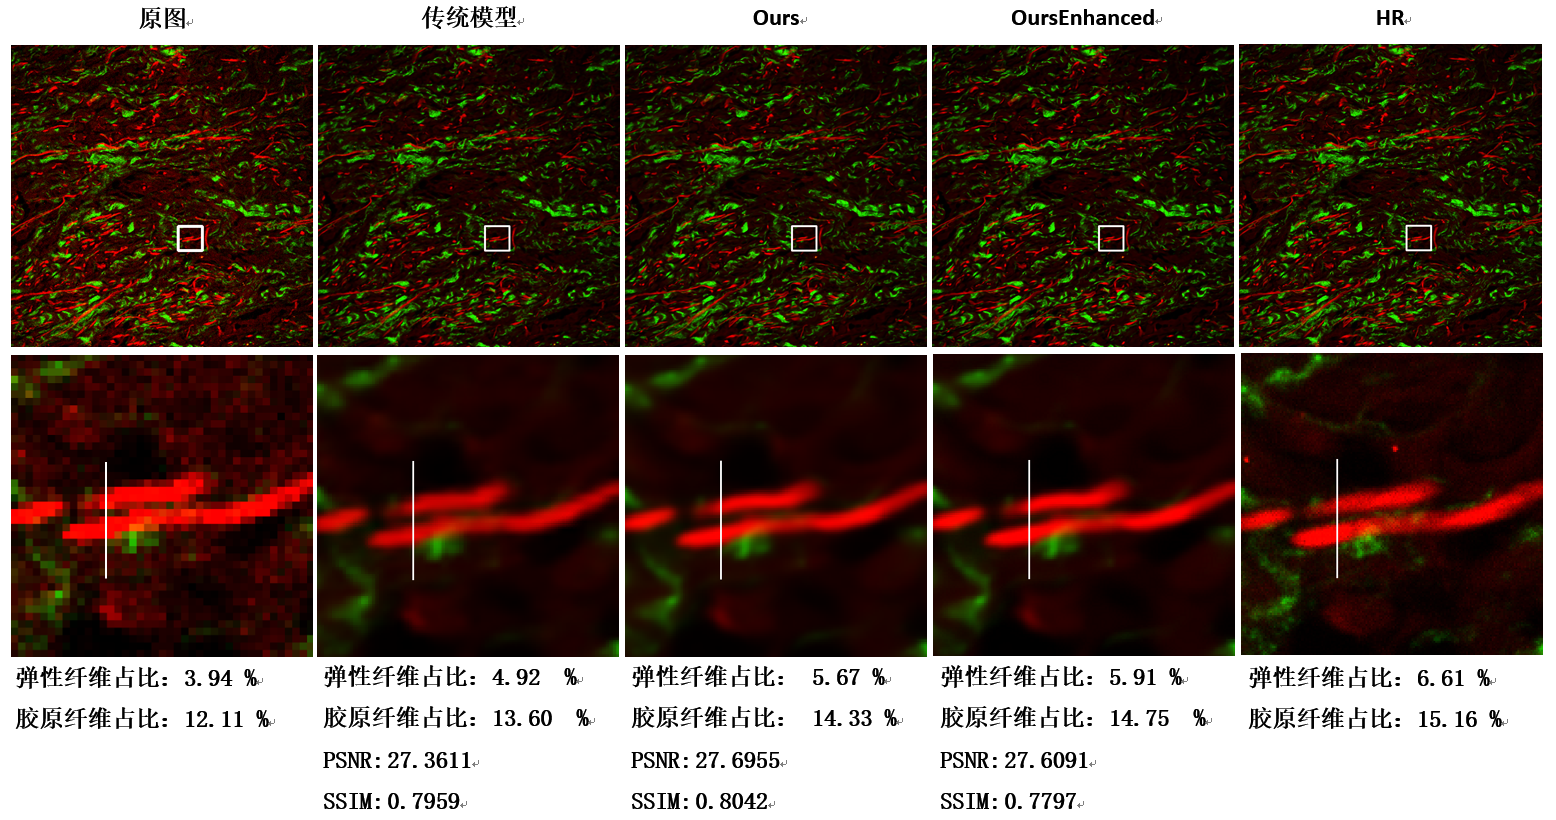 原图 传统模型 Ours OursEnhanced HR
弹性纤维占比：3.94 % 弹性纤维占比：4.92 % 弹性纤维占比： 5.67 % 弹性纤维占比：5.91 % 弹性纤维占比：6.61 %
胶原纤维占比：12.11 % 胶原纤维占比：13.60 % 胶原纤维占比： 14.33 % 胶原纤维占比：14.75 % 胶原纤维占比：15.16 %
PSNR:27.3611 PSNR:27.6955 PSNR:27.6091
SSIM:0.7959 SSIM:0.8042 SSIM:0.7797